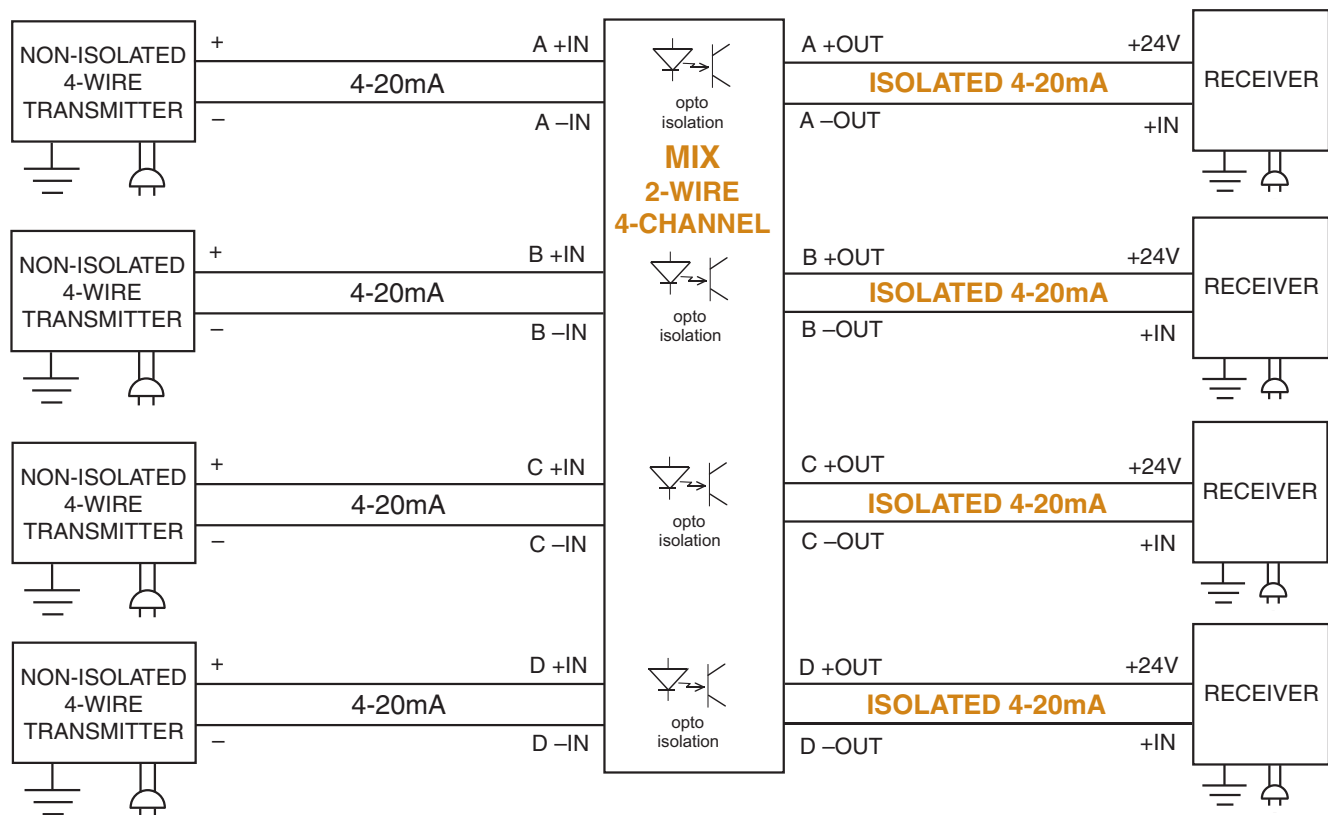 NON-ISOLATED
4-WIRE
TRANSMITTER
+
–
4-20mA
A +IN
A –IN
opto
isolation
MIX
2-WIRE
4-CHANNEL
A +OUT
A –OUT
ISOLATED 4-20mA
+24V
+IN
RECEIVER
NON-ISOLATED
4-WIRE
TRANSMITTER
+
–
4-20mA
B +IN
B –IN
opto
isolation
B +OUT
B –OUT
ISOLATED 4-20mA
+24V
+IN
RECEIVER
NON-ISOLATED
4-WIRE
TRANSMITTER
+
–
4-20mA
C +IN
C –IN
opto
isolation
C +OUT
C –OUT
ISOLATED 4-20mA
+24V
+IN
RECEIVER
NON-ISOLATED
4-WIRE
TRANSMITTER
+
–
4-20mA
D +IN
D –IN
opto
isolation
D +OUT
D –OUT
ISOLATED 4-20mA
+24V
+IN
RECEIVER